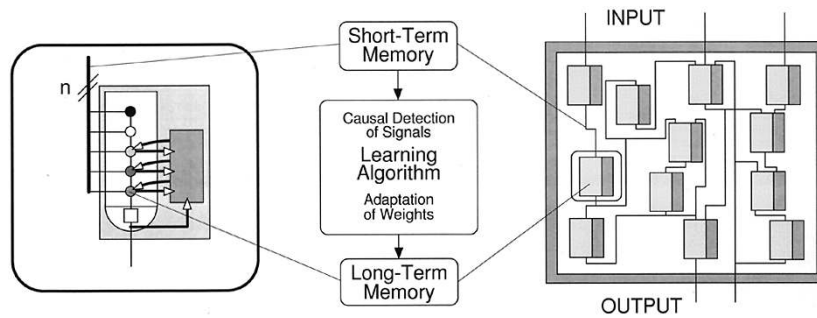 n
Short-Term
Memory
Causal Detection
of Signals
Learning
Algorithm
Adaptation
of Weights
Long-Term
Memory
INPUT
OUTPUT